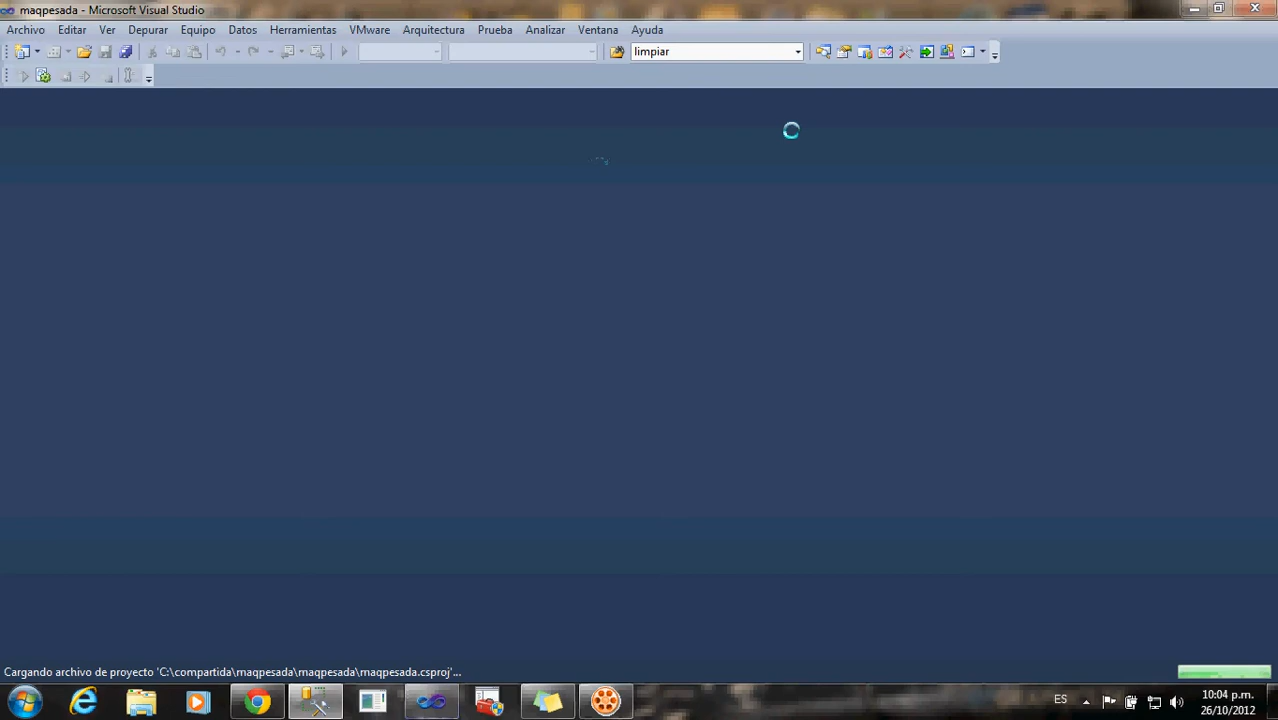 maqpesada - Microsoft Visual Studio
Archivo Editar Ver Depurar Equipo Datos Herramientas VMware Arquitectura Prueba Analizar Ventana Ayuda
limpiar
Cargando archivo de proyecto 'C:\compartida\maqpesada\maqpesada\maqpesada.csproj'...
ES
10:04 p.m.
26/10/2012